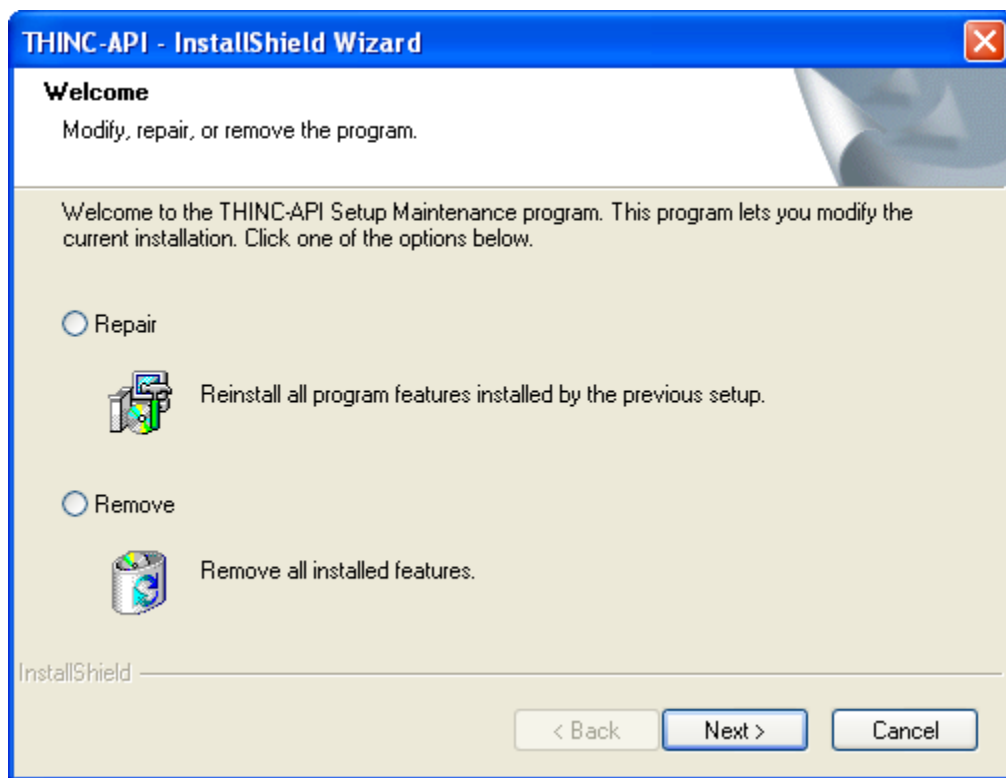 THINC-API - InstallShield Wizard
Welcome
Modify, repair, or remove the program.
Welcome to the THINC-API Setup Maintenance program. This program lets you modify the
current installation. Click one of the options below.
Repair
Reinstall all program features installed by the previous setup.
Remove
Remove all installed features.
InstallShield
< Back Next > Cancel